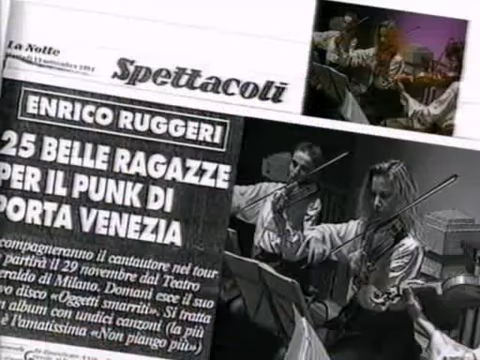 La Notte
Spettacoli
ENRICO RUGGERI
25 BELLE RAGAZZE
PER IL PUNK DI
PORTA VENEZIA
compagneranno il cantautore nel tour
partirà il 29 novembre dal Teatro
eraldo di Milano. Domani esce il suo
vo disco «Oggetti smarriti». Si tratta
n album con undici canzoni (la più
è l'amatissima «Non piango più»)